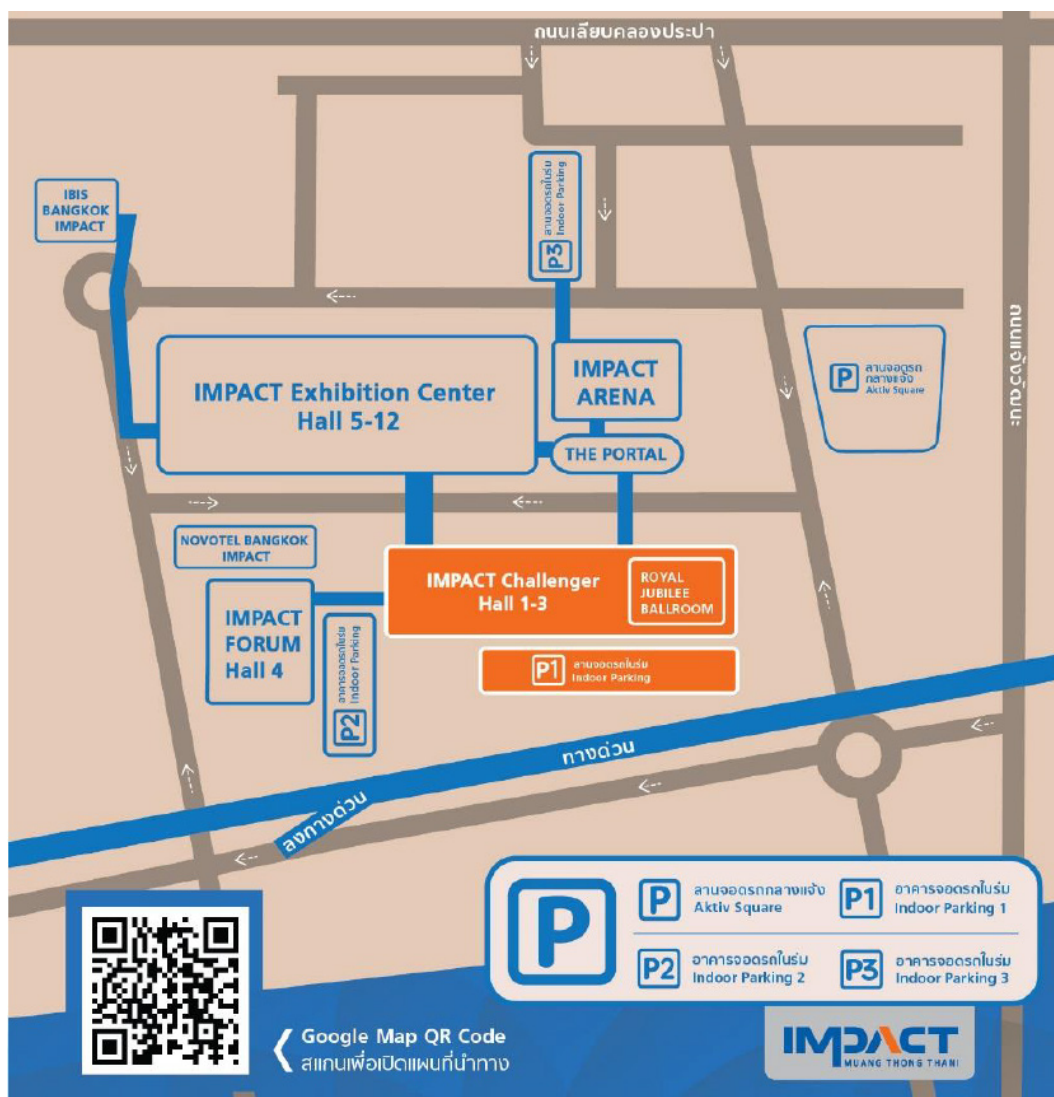 ถนนเลียบคลองประปา
IBIS
BANGKOK
IMPACT
P3
ลานจอดรถในร่ม
Indoor Parking
ถนนแจ้งวัฒนะ
IMPACT Exhibition Center
Hall 5-12
IMPACT
ARENA
P
ลานจอดรถ
กลางแจ้ง
Aktiv Square
THE PORTAL
NOVOTEL BANGKOK
IMPACT
IMPACT Challenger
Hall 1-3
ROYAL
JUBILEE
BALLROOM
IMPACT
FORUM
Hall 4
P2
อาคารจอดรถในร่ม
Indoor Parking
P1
ลานจอดรถในร่ม
Indoor Parking
ทางด่วน
ลงทางด่วน
P
P
ลานจอดรถกลางแจ้ง
Aktiv Square
P1
อาคารจอดรถในร่ม
Indoor Parking 1
P2
อาคารจอดรถในร่ม
Indoor Parking 2
P3
อาคารจอดรถในร่ม
Indoor Parking 3
Google Map QR Code
สแกนเพื่อเปิดแผนที่นำทาง
IMPACT
MUANG THONG THANI